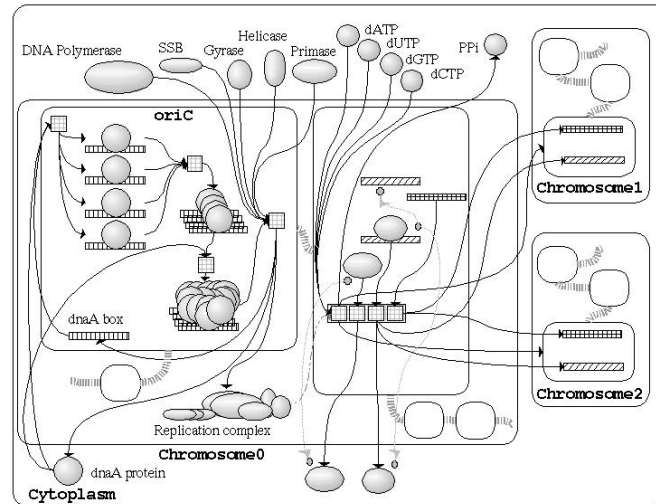 DNA Polymerase
SSB
Gyrase
Helicase
Primase
dATP
dUTP
dGTP
dCTP
PPi
oriC
Chromosome1
dnaA box
Chromosome2
Replication complex
Chromosome0
dnaA protein
Cytoplasm